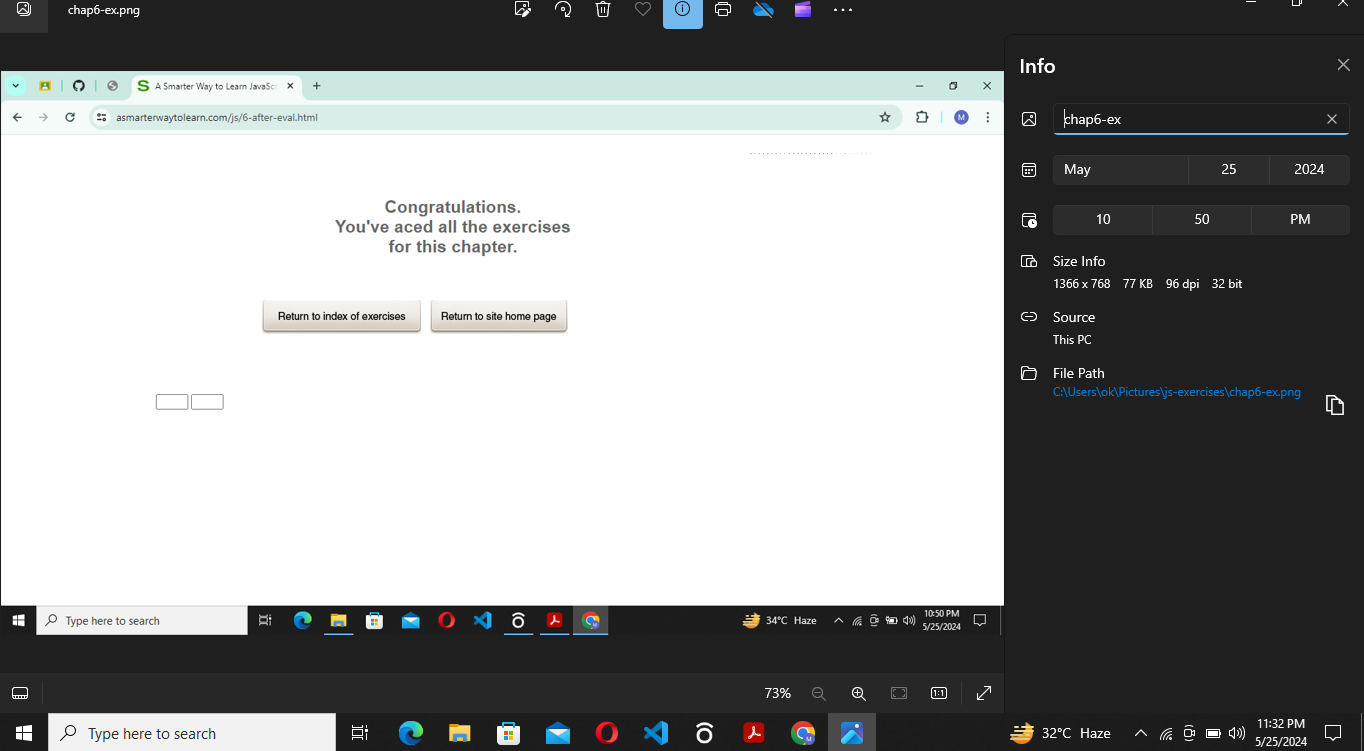 chap6-ex.png
A Smarter Way to Learn JavaSc
asmarterwaytolearn.com/js/6-after-eval.html
M
Congratulations.
You've aced all the exercises
for this chapter.
Return to index of exercises
Return to site home page
Type here to search
34°C Haze
10:50 PM
5/25/2024
73%
1:1
Info
chap6-ex
May 25 2024
10 50 PM
Size Info
1366 x 768 77 KB 96 dpi 32 bit
Source
This PC
File Path
C:\Users\ok\Pictures\js-exercises\chap6-ex.png
Type here to search
32°C Haze
11:32 PM
5/25/2024